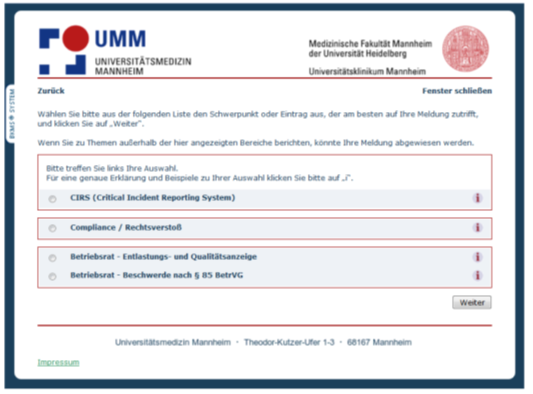 UMM
UNIVERSITÄTSMEDIZIN
MANNHEIM
Medizinische Fakultät Mannheim
der Universität Heidelberg
Universitätsklinikum Mannheim
Zurück
Fenster schließen
BKMS ® SYSTEM
Wählen Sie bitte aus der folgenden Liste den Schwerpunkt oder Eintrag aus, der am besten auf Ihre Meldung zutrifft,
und klicken Sie auf „Weiter".
Wenn Sie zu Themen außerhalb der hier angezeigten Bereiche berichten, könnte Ihre Meldung abgewiesen werden.
Bitte treffen Sie links Ihre Auswahl.
Für eine genaue Erklärung und Beispiele zu Ihrer Auswahl klicken Sie bitte auf „i".
CIRS (Critical Incident Reporting System)
i
Compliance / Rechtsverstoß
i
Betriebsrat - Entlastungs- und Qualitätsanzeige
i
Betriebsrat - Beschwerde nach § 85 BetrVG
i
Weiter
Universitätsmedizin Mannheim · Theodor-Kutzer-Ufer 1-3 · 68167 Mannheim
Impressum